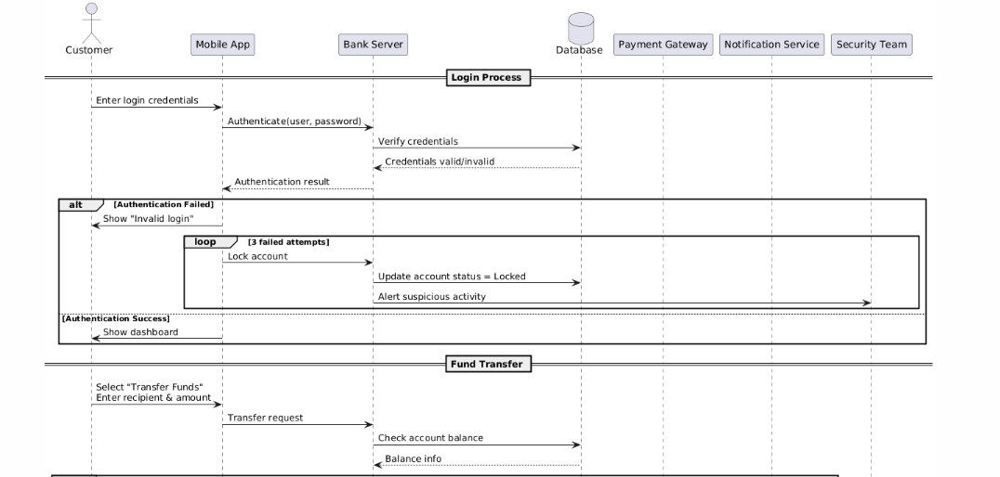 Customer
Mobile App
Bank Server
Database
Payment Gateway
Notification Service
Security Team
Login Process
Enter login credentials
Authenticate(user, password)
Verify credentials
Credentials valid/invalid
Authentication result
alt [Authentication Failed]
Show "Invalid login"
loop [3 failed attempts]
Lock account
Update account status = Locked
Alert suspicious activity
[Authentication Success]
Show dashboard
Fund Transfer
Select "Transfer Funds"
Enter recipient & amount
Transfer request
Check account balance
Balance info